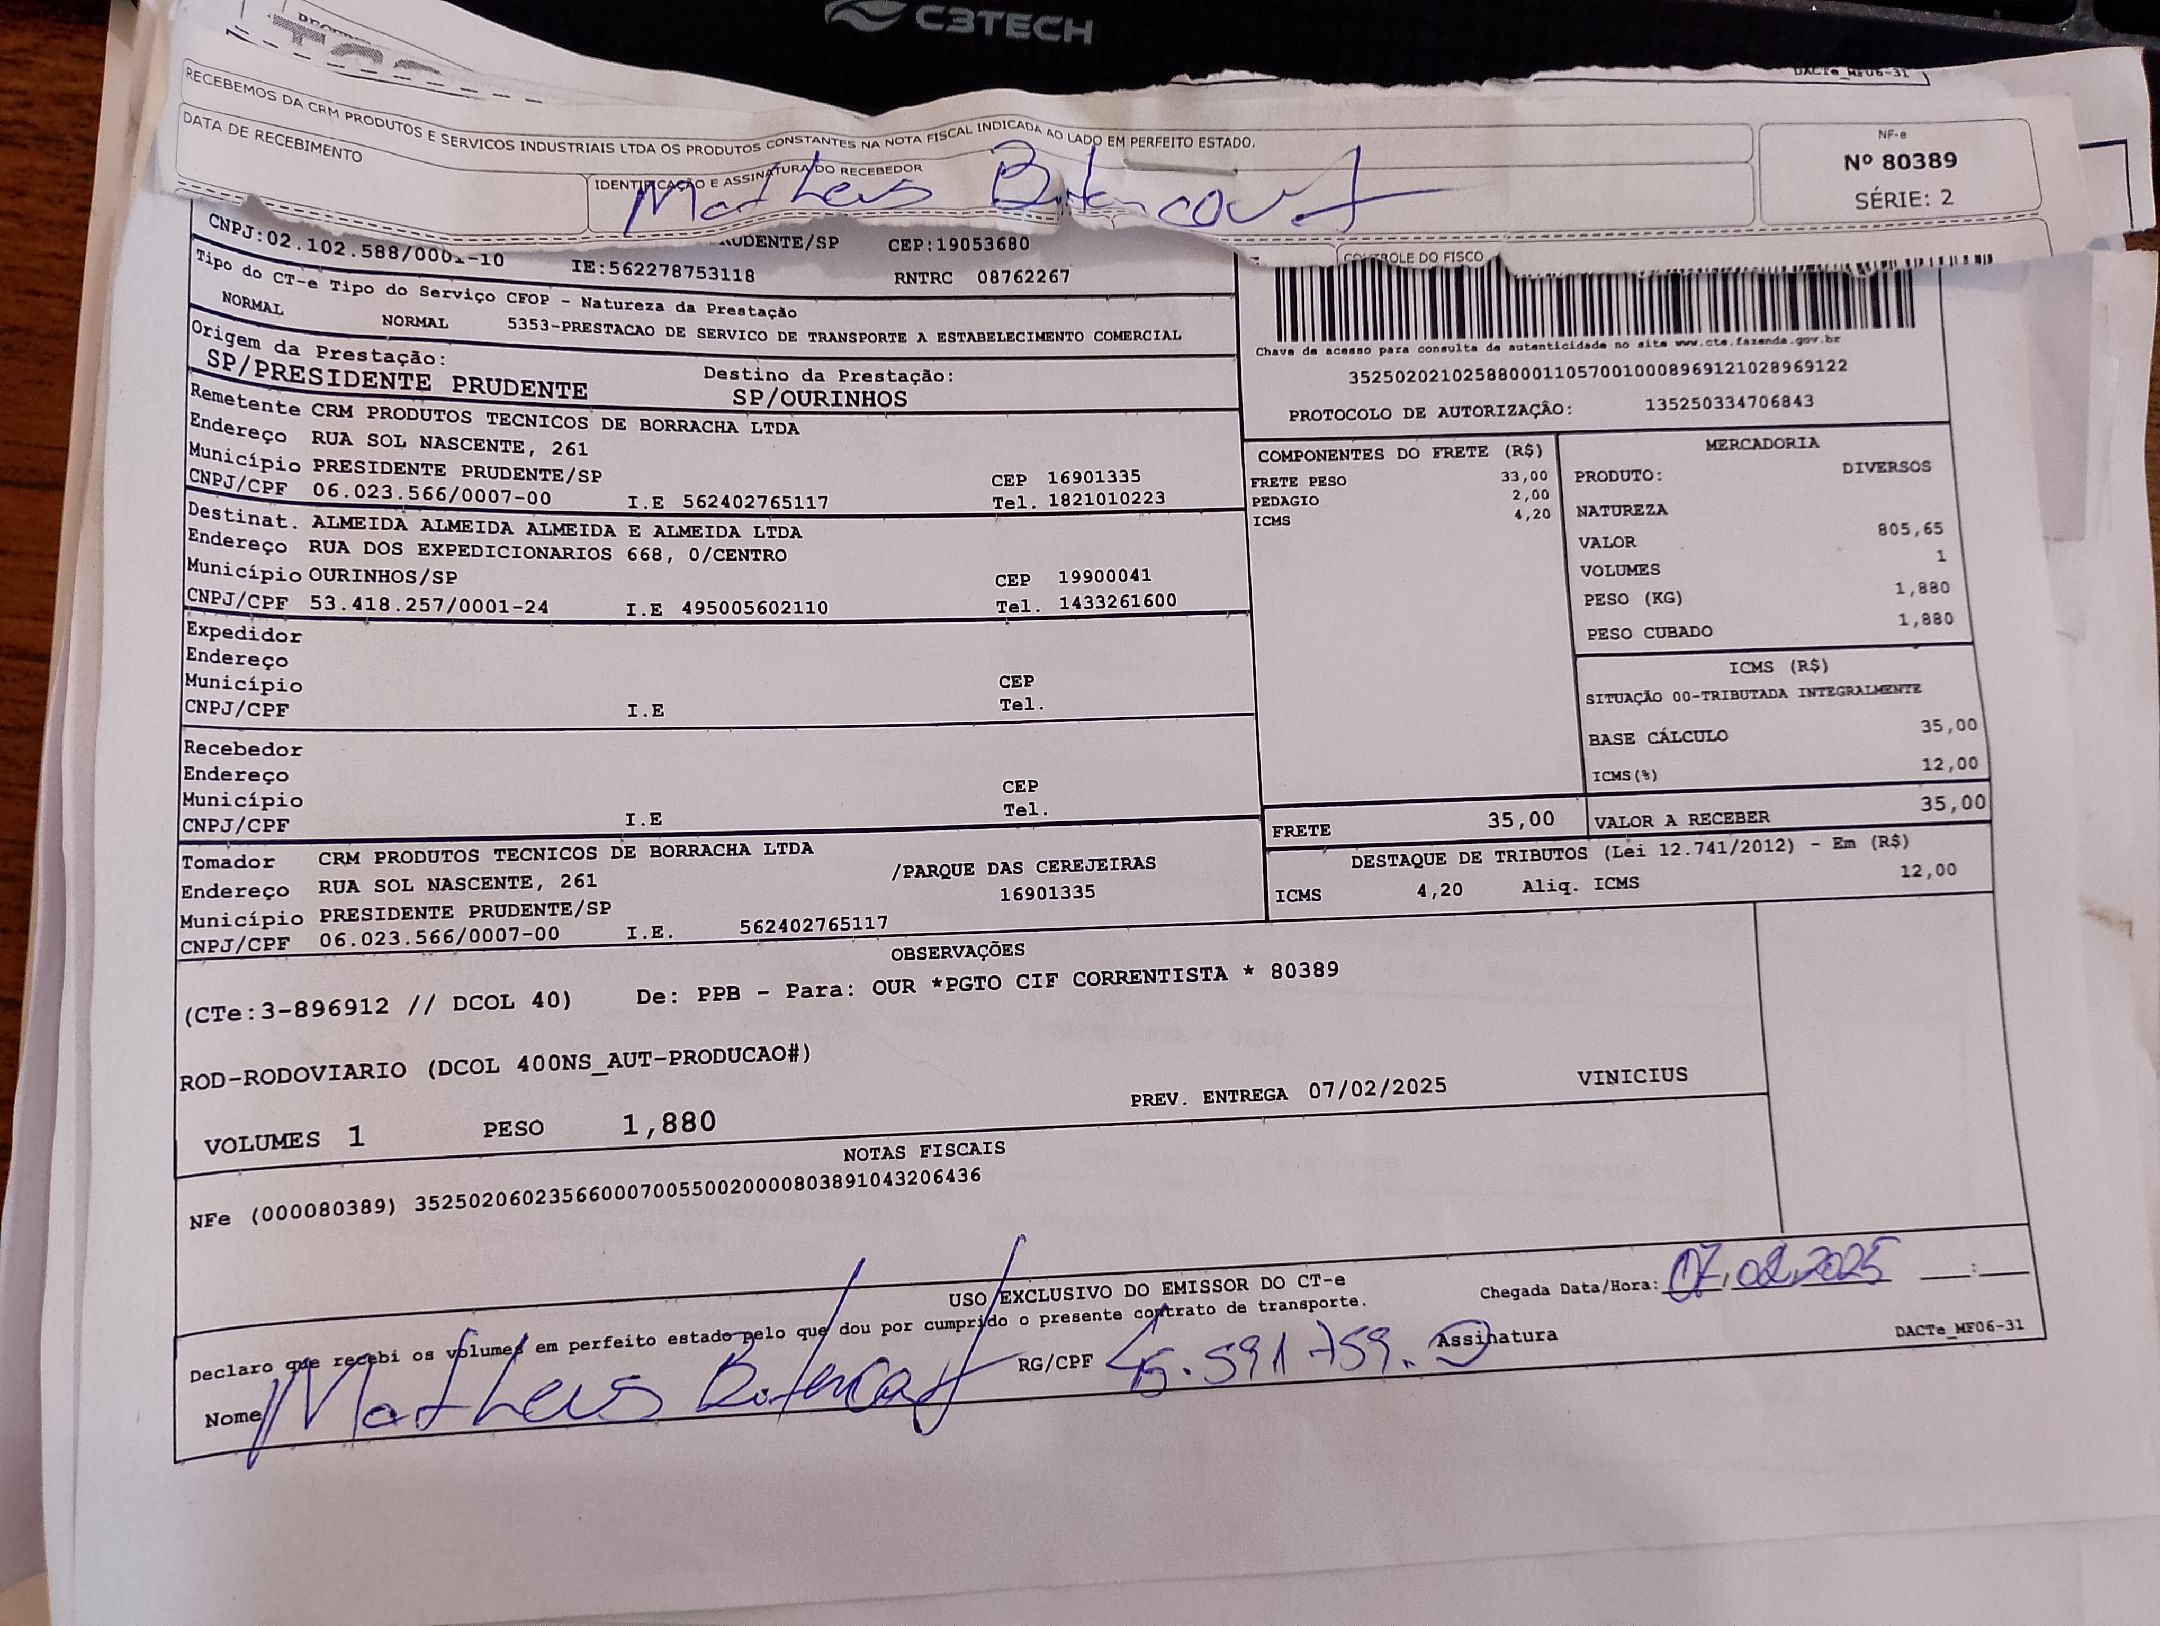 C3TECH
DACTe_MF06-31
RECEBEMOS DA CRM PRODUTOS E SERVICOS INDUSTRIAIS LTDA OS PRODUTOS CONSTANTES NA NOTA FISCAL INDICADA AO LADO EM PERFEITO ESTADO.
DATA DE RECEBIMENTO
IDENTIFICAÇÃO E ASSINATURA DO RECEBEDOR
Matheus Bitencourt
NF-e
Nº 80389
SÉRIE: 2
CONTROLE DO FISCO
UDENTE/SP CEP:19053680
CNPJ:02.102.588/0001-10 IE:562278753118 RNTRC 08762267
Tipo do CT-e Tipo do Serviço CFOP - Natureza da Prestação
NORMAL NORMAL 5353-PRESTACAO DE SERVICO DE TRANSPORTE A ESTABELECIMENTO COMERCIAL
Origem da Prestação: Destino da Prestação:
SP/PRESIDENTE PRUDENTE SP/OURINHOS
Chave de acesso para consulta de autenticidade no site www.cte.fazenda.gov.br
35250202102588000110570010008969121028969122
PROTOCOLO DE AUTORIZAÇÃO: 135250334706843
Remetente CRM PRODUTOS TECNICOS DE BORRACHA LTDA
Endereço RUA SOL NASCENTE, 261
Município PRESIDENTE PRUDENTE/SP CEP 16901335
CNPJ/CPF 06.023.566/0007-00 I.E 562402765117 Tel. 1821010223
Destinat. ALMEIDA ALMEIDA ALMEIDA E ALMEIDA LTDA
Endereço RUA DOS EXPEDICIONARIOS 668, 0/CENTRO
Município OURINHOS/SP CEP 19900041
CNPJ/CPF 53.418.257/0001-24 I.E 495005602110 Tel. 1433261600
Expedidor
Endereço
Município CEP
CNPJ/CPF I.E Tel.
Recebedor
Endereço
Município CEP
CNPJ/CPF I.E Tel.
Tomador CRM PRODUTOS TECNICOS DE BORRACHA LTDA
Endereço RUA SOL NASCENTE, 261 /PARQUE DAS CEREJEIRAS
Município PRESIDENTE PRUDENTE/SP 16901335
CNPJ/CPF 06.023.566/0007-00 I.E. 562402765117
COMPONENTES DO FRETE (R$)
FRETE PESO 33,00
PEDAGIO 2,00
ICMS 4,20
MERCADORIA
PRODUTO: DIVERSOS
NATUREZA
VALOR 805,65
VOLUMES 1
PESO (KG) 1,880
PESO CUBADO 1,880
ICMS (R$)
SITUAÇÃO 00-TRIBUTADA INTEGRALMENTE
BASE CÁLCULO 35,00
ICMS(%) 12,00
FRETE 35,00 VALOR A RECEBER 35,00
DESTAQUE DE TRIBUTOS (Lei 12.741/2012) - Em (R$)
ICMS 4,20 Aliq. ICMS 12,00
OBSERVAÇÕES
(CTe:3-896912 // DCOL 40) De: PPB - Para: OUR *PGTO CIF CORRENTISTA * 80389
ROD-RODOVIARIO (DCOL 400NS_AUT-PRODUCAO#)
VOLUMES 1 PESO 1,880 PREV. ENTREGA 07/02/2025 VINICIUS
NOTAS FISCAIS
NFe (000080389) 35250206023566000700550020000803891043206436
USO EXCLUSIVO DO EMISSOR DO CT-e
Chegada Data/Hora: 07.02.2025 __:__
Declaro que recebi os volumes em perfeito estado pelo que dou por cumprido o presente contrato de transporte.
Nome Matheus Bitencourt RG/CPF Assinatura
DACTe_MF06-31